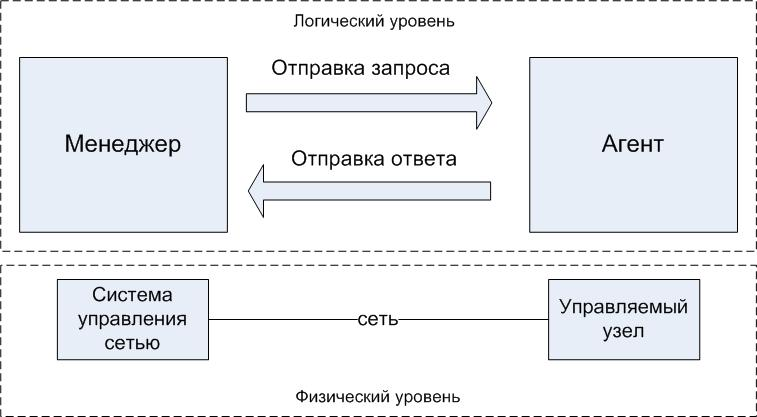 Логический уровень
Отправка запроса
Менеджер
Агент
Отправка ответа
Система
управления
сетью
сеть
Управляемый
узел
Физический уровень